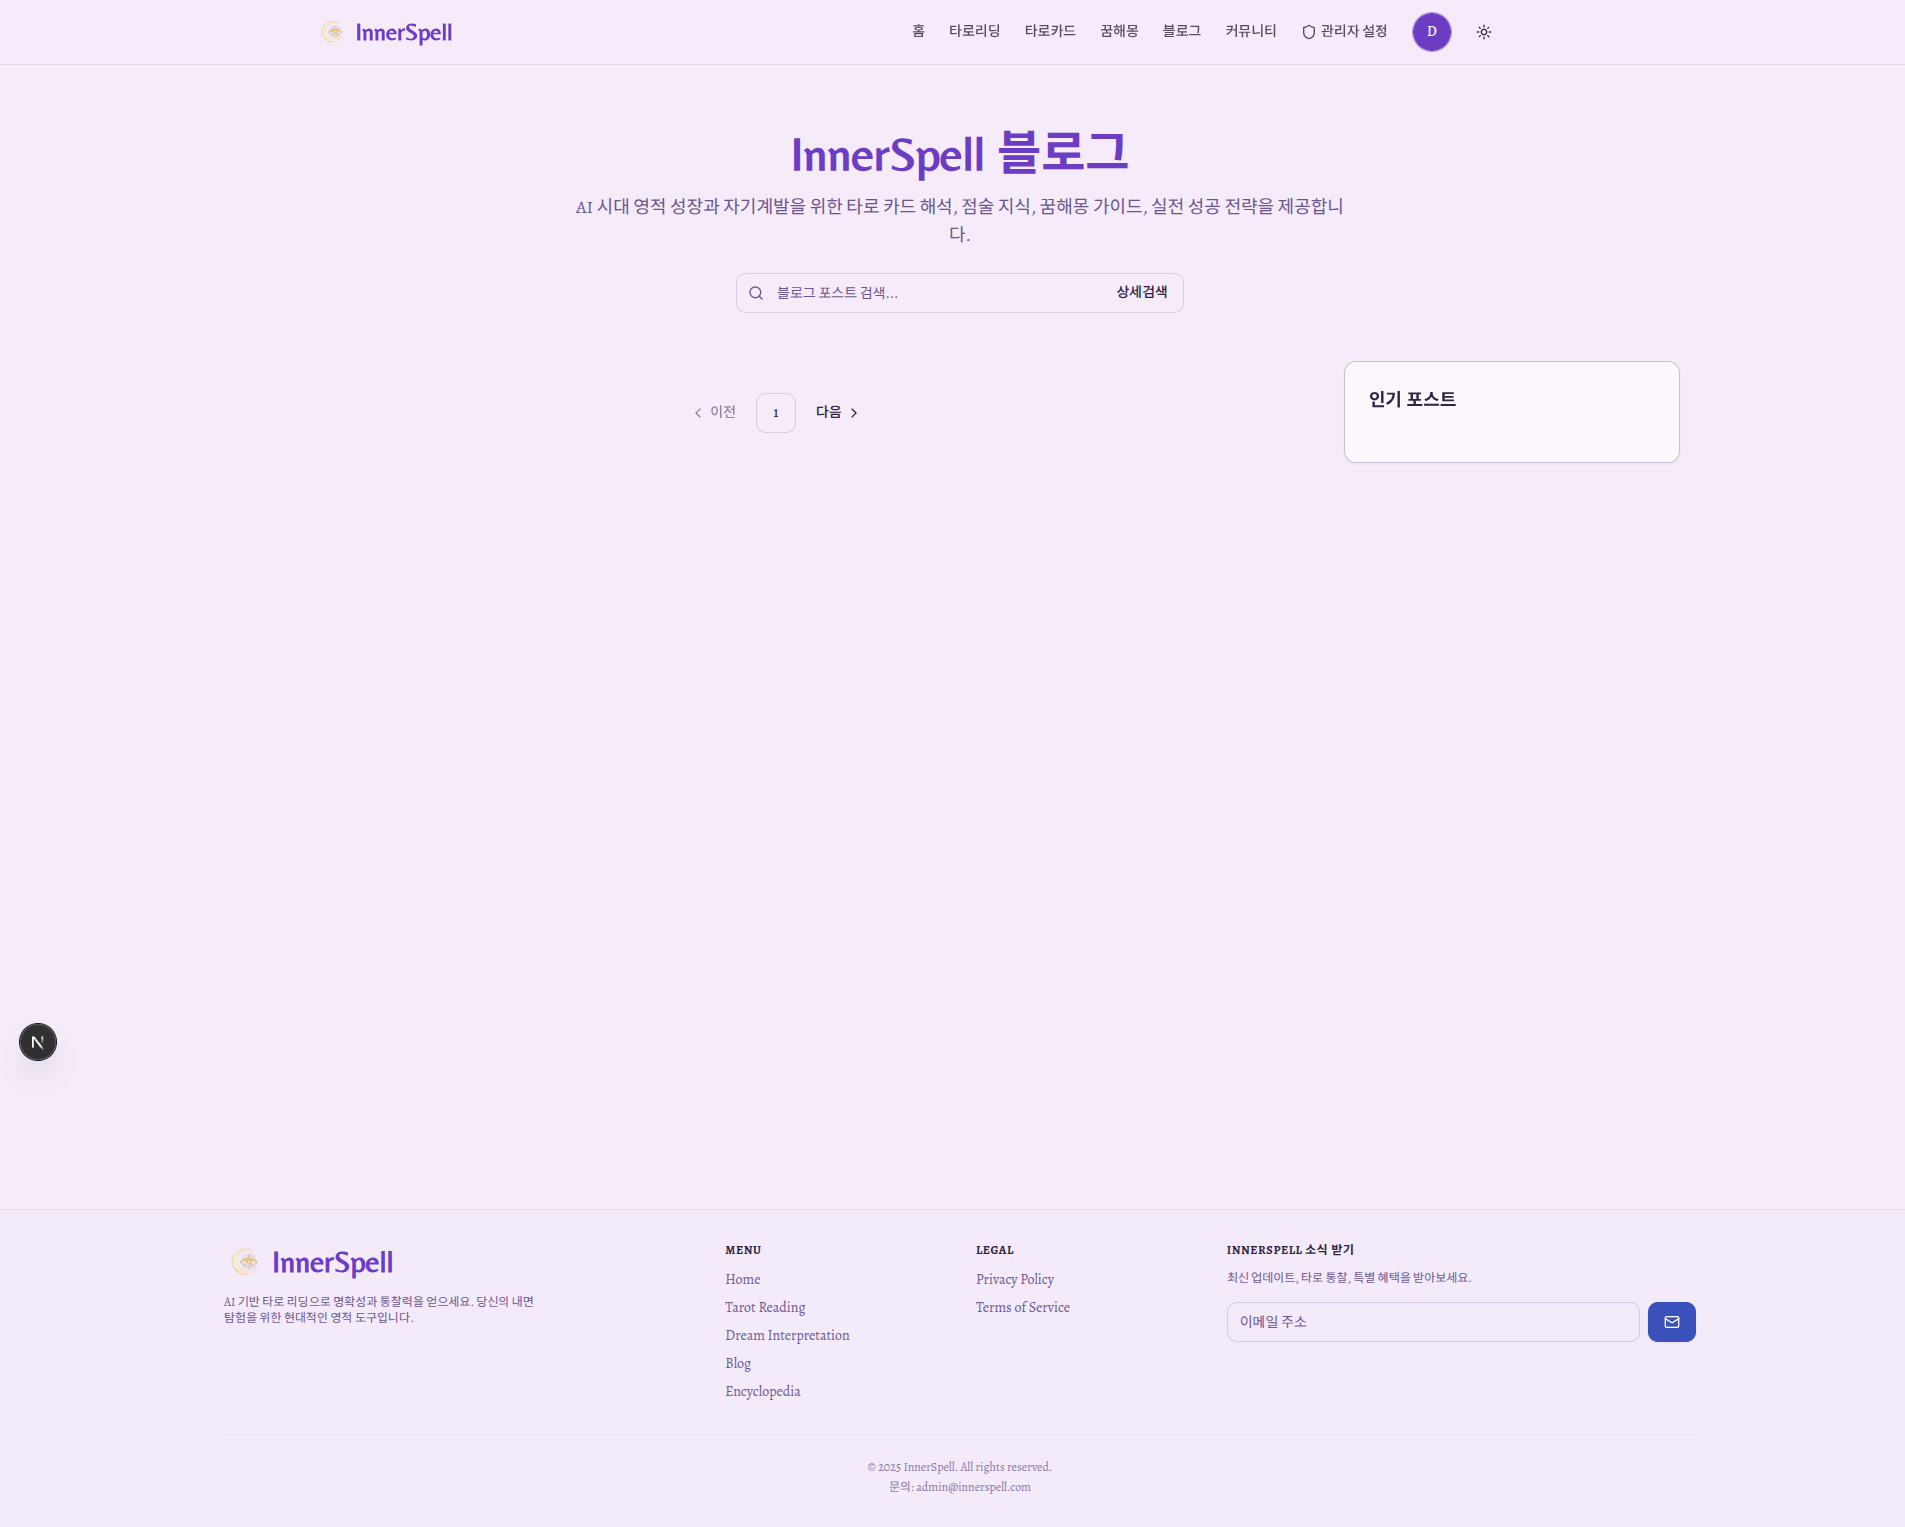 InnerSpell
홈 타로리딩 타로카드 꿈해몽 블로그 커뮤니티 관리자 설정 D
InnerSpell 블로그
AI 시대 영적 성장과 자기계발을 위한 타로 카드 해석, 점술 지식, 꿈해몽 가이드, 실전 성공 전략을 제공합니
다.
블로그 포스트 검색... 상세검색
이전 1 다음
인기 포스트
N
InnerSpell
AI 기반 타로 리딩으로 명확성과 통찰력을 얻으세요. 당신의 내면
탐험을 위한 현대적인 영적 도구입니다.
MENU
Home
Tarot Reading
Dream Interpretation
Blog
Encyclopedia
LEGAL
Privacy Policy
Terms of Service
INNERSPELL 소식 받기
최신 업데이트, 타로 통찰, 특별 혜택을 받아보세요.
이메일 주소
© 2025 InnerSpell. All rights reserved.
문의: admin@innerspell.com